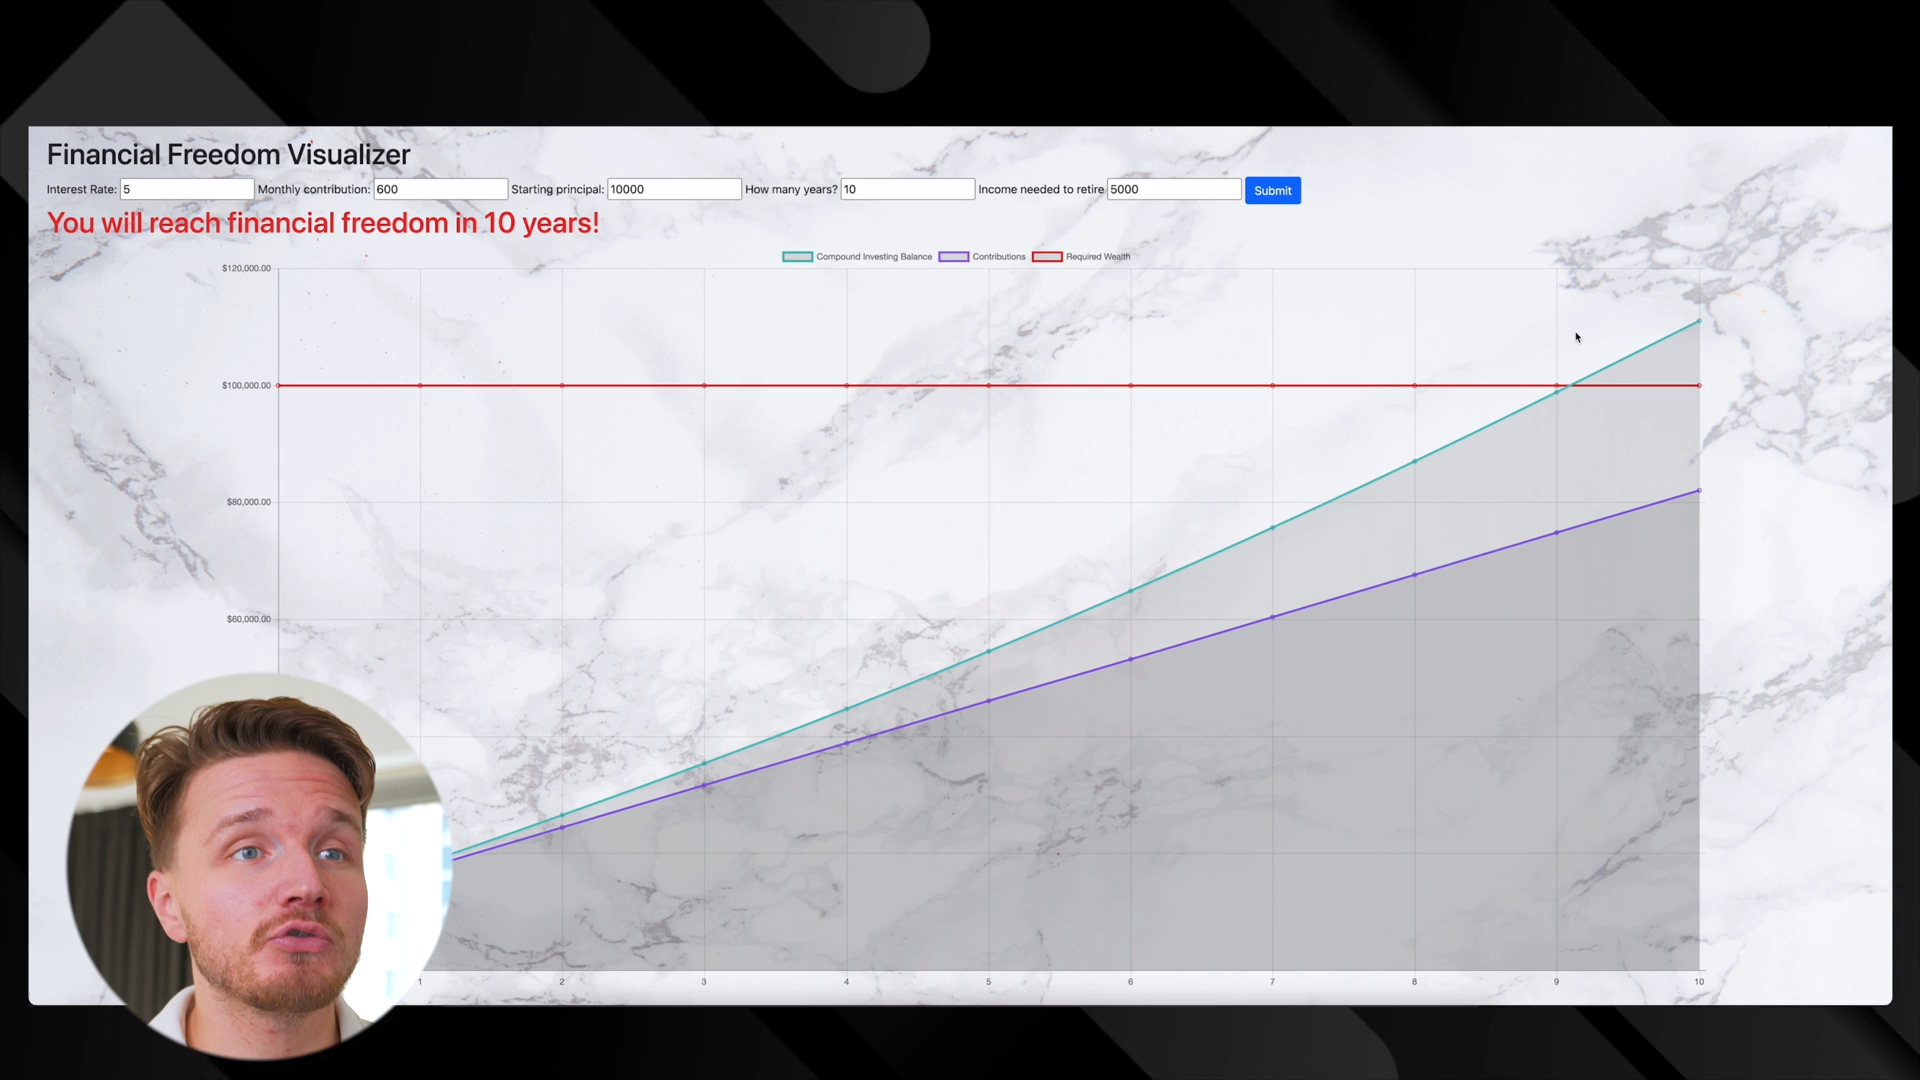 Financial Freedom Visualizer
Interest Rate: 5 Monthly contribution: 600 Starting principal: 10000 How many years? 10 Income needed to retire 5000 Submit
You will reach financial freedom in 10 years!
Compound Investing Balance Contributions Required Wealth
$120,000.00
$100,000.00
$80,000.00
$60,000.00
1 2 3 4 5 6 7 8 9 10